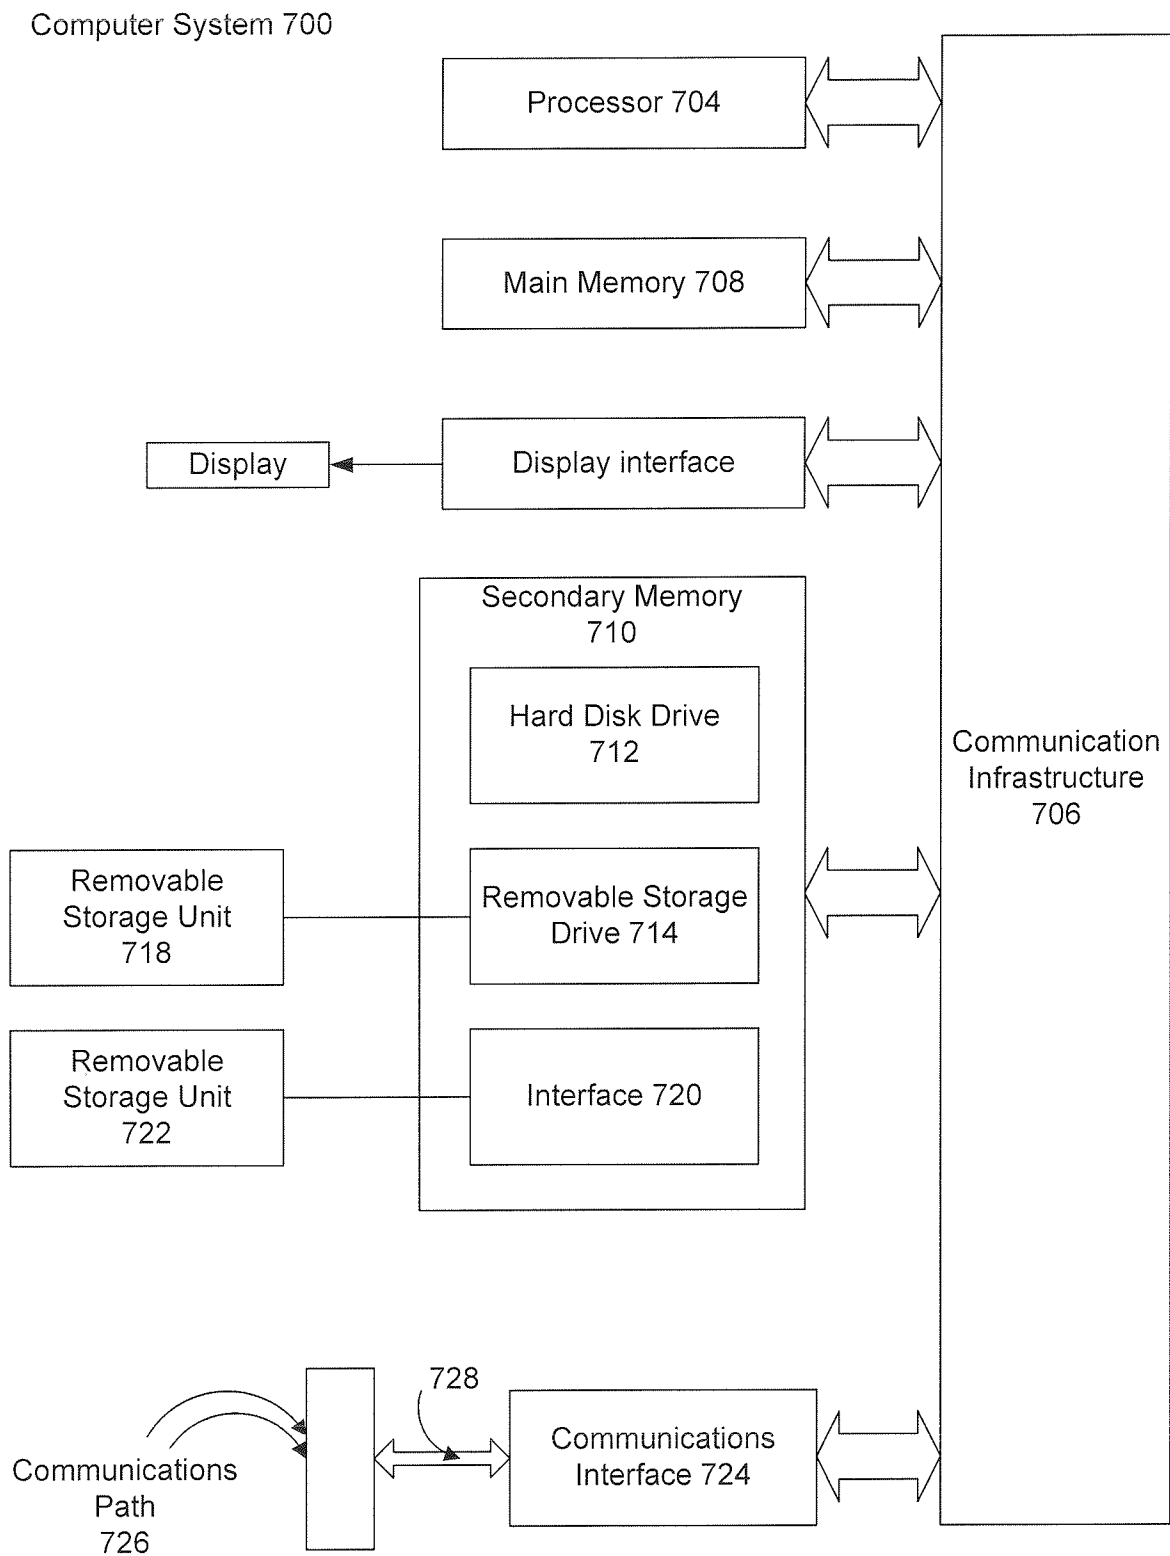 Computer System 700
Processor 704
Main Memory 708
Display
Display interface
Secondary Memory
710
Hard Disk Drive
712
Communication
Infrastructure
706
Removable
Storage Unit
718
Removable Storage
Drive 714
Removable
Storage Unit
722
Interface 720
728
Communications
Interface 724
Communications
Path
726